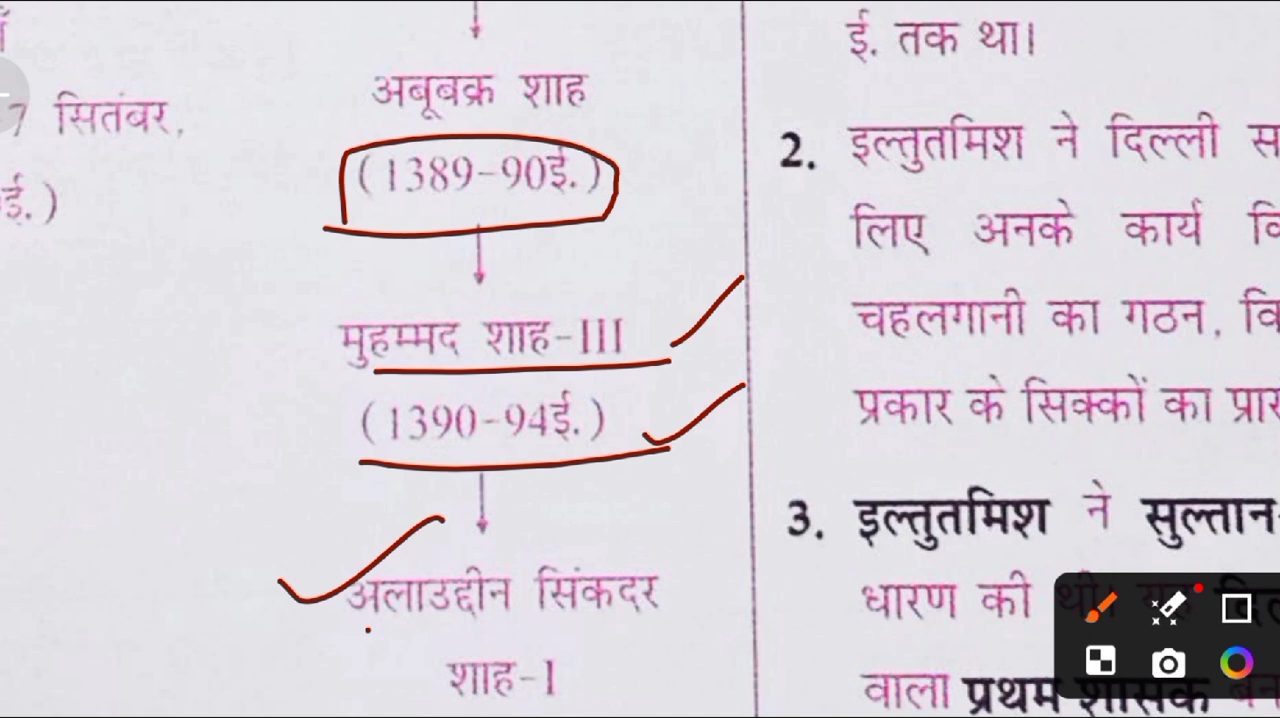 7 सितंबर,
ई.)
अबूबक्र शाह
(1389-90ई.)
मुहम्मद शाह-III
(1390-94ई.)
अलाउद्दीन सिंकदर
शाह-I
ई. तक था।
2. इल्तुतमिश ने दिल्ली
लिए अनके कार्य
चहलगानी का गठन,
प्रकार के सिक्कों का
3. इल्तुतमिश ने सुल्तान-
धारण की थी।
वाला प्रथम शासक